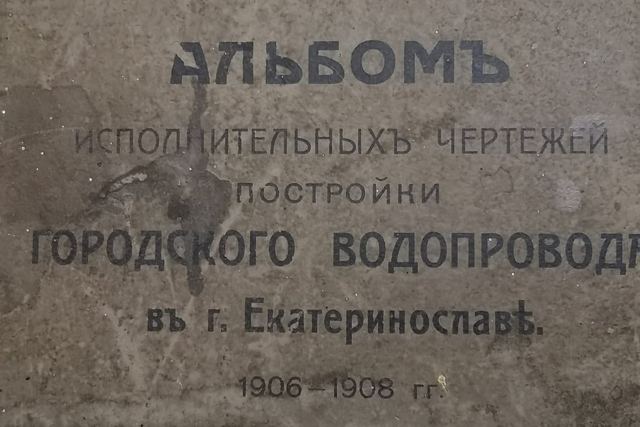 АЛЬБОМЪ
ИСПОЛНИТЕЛЬНЫХЪ ЧЕРТЕЖЕЙ
ПОСТРОЙКИ
ГОРОДСКОГО ВОДОПРОВОДА
въ г. Екатеринославѣ.
1906–1908 гг.